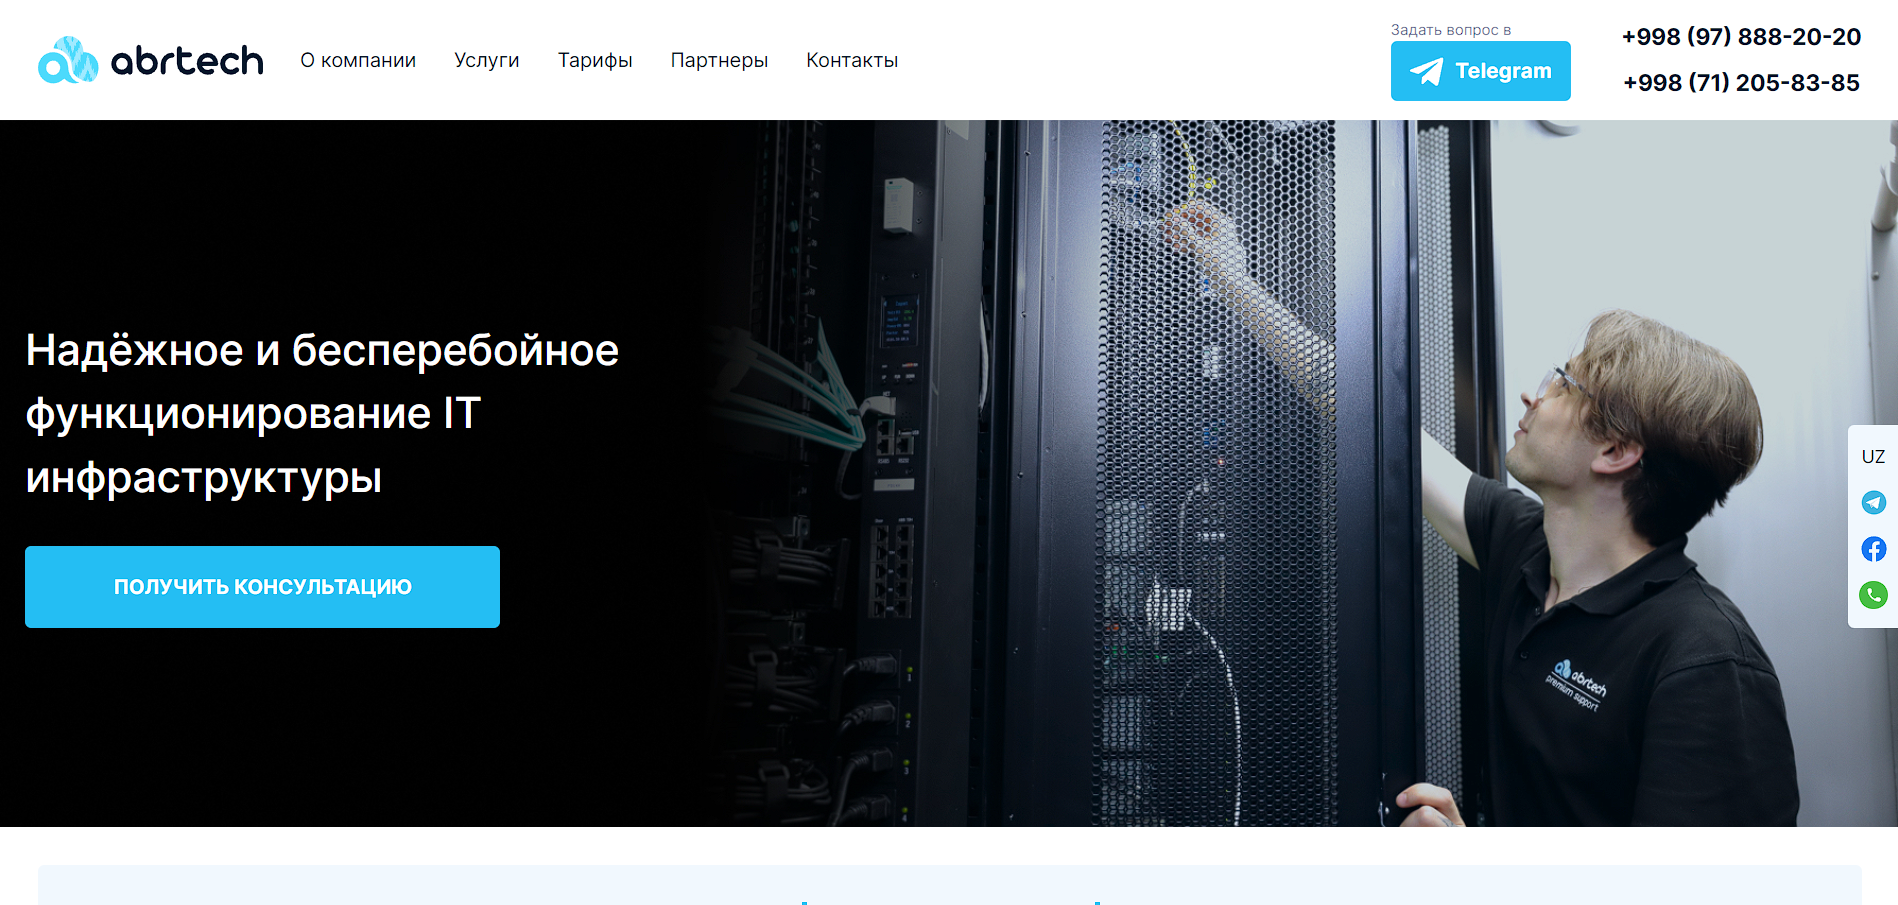 abrtech
О компании
Услуги
Тарифы
Партнеры
Контакты
Задать вопрос в
Telegram
+998 (97) 888-20-20
+998 (71) 205-83-85
Надёжное и бесперебойное
функционирование IT
инфраструктуры
ПОЛУЧИТЬ КОНСУЛЬТАЦИЮ
UZ
abrtech
premium support